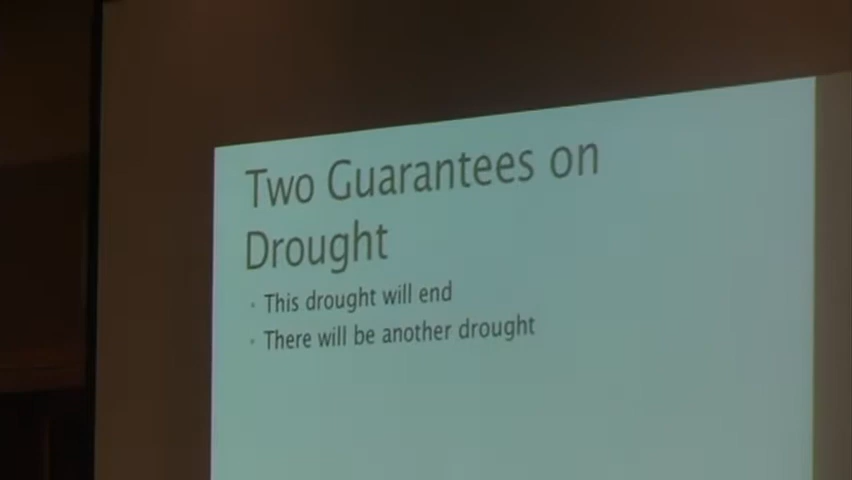 Two Guarantees on
Drought
• This drought will end
• There will be another drought